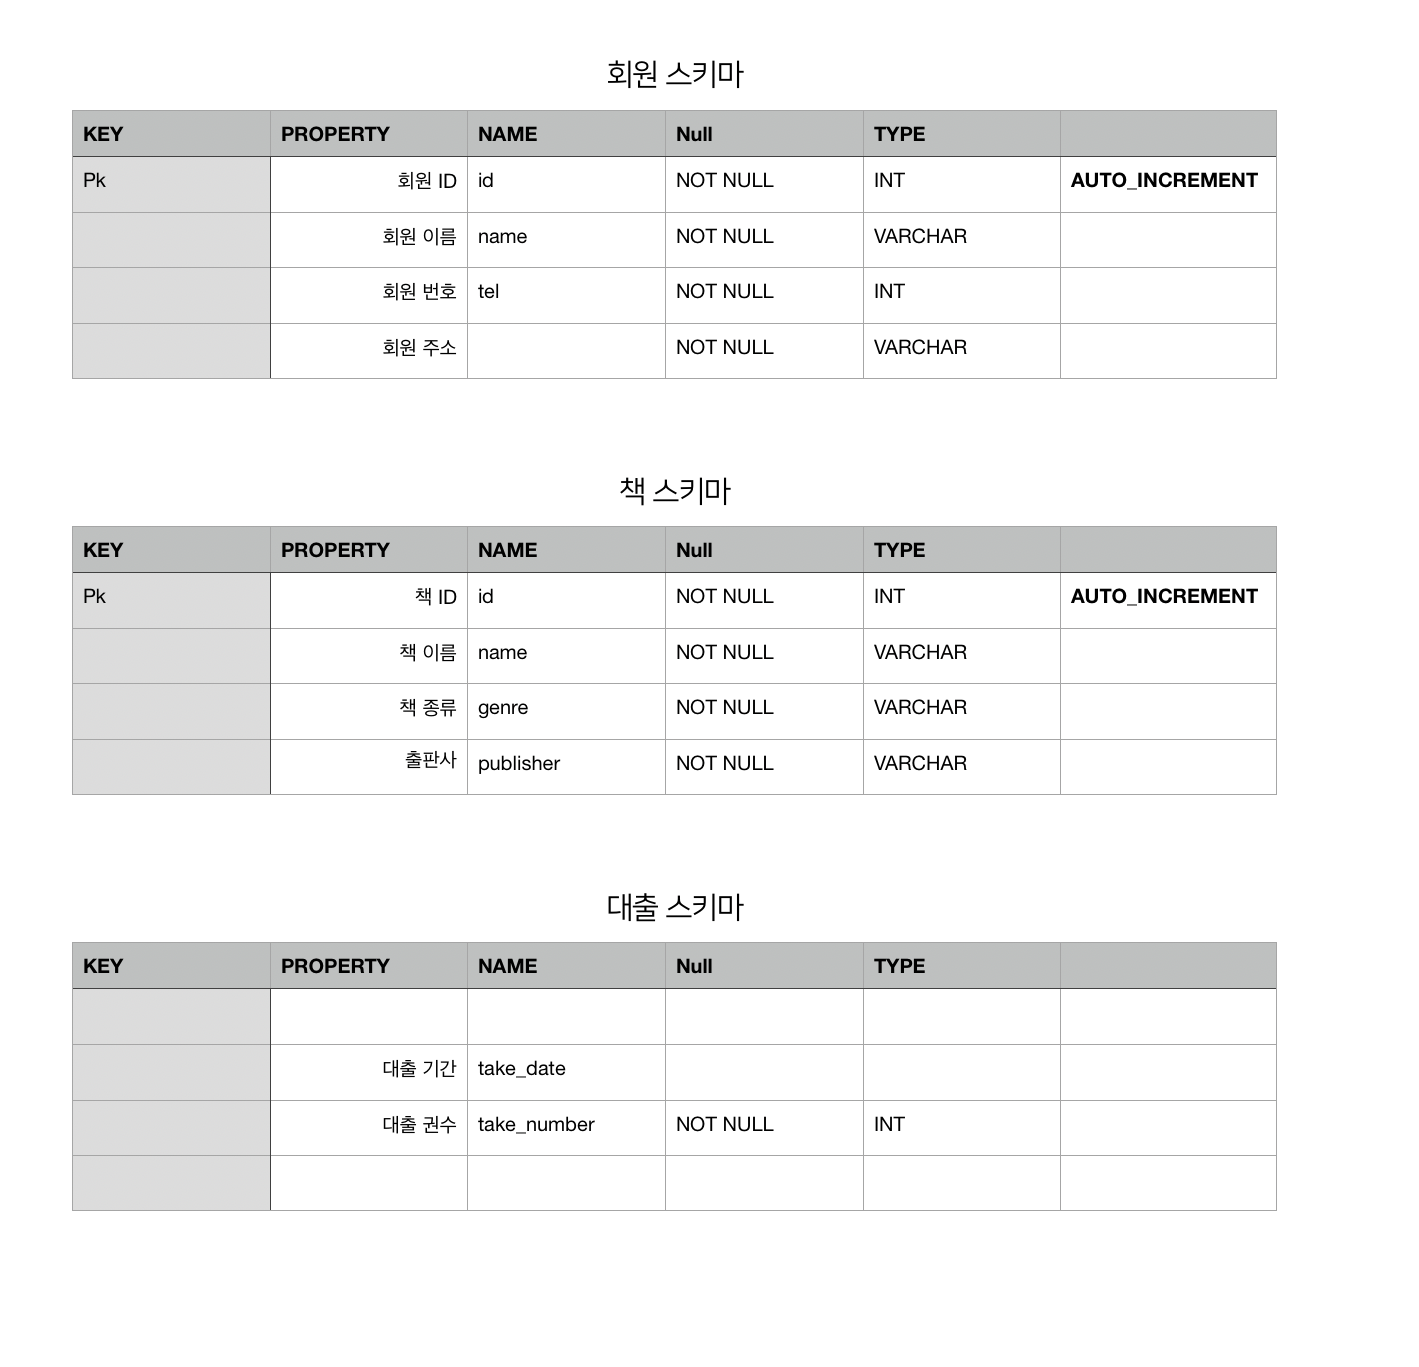 회원 스키마
KEY PROPERTY NAME Null TYPE
Pk 회원 ID id NOT NULL INT AUTO_INCREMENT
회원 이름 name NOT NULL VARCHAR
회원 번호 tel NOT NULL INT
회원 주소 NOT NULL VARCHAR
책 스키마
KEY PROPERTY NAME Null TYPE
Pk 책 ID id NOT NULL INT AUTO_INCREMENT
책 이름 name NOT NULL VARCHAR
책 종류 genre NOT NULL VARCHAR
출판사 publisher NOT NULL VARCHAR
대출 스키마
KEY PROPERTY NAME Null TYPE
대출 기간 take_date
대출 권수 take_number NOT NULL INT